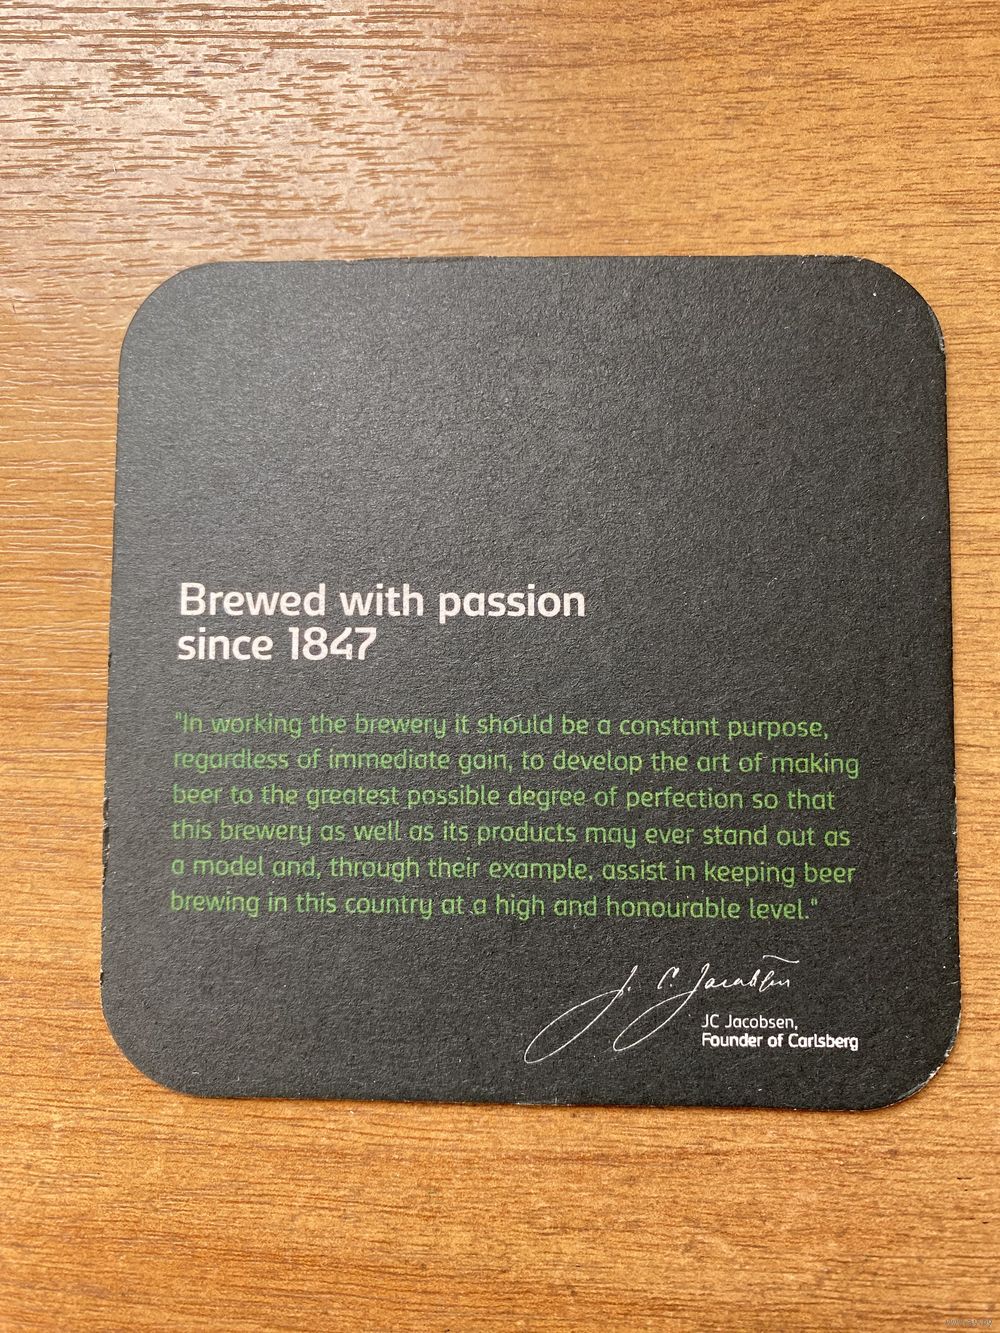 Brewed with passion
since 1847
"In working the brewery it should be a constant purpose,
regardless of immediate gain, to develop the art of making
beer to the greatest possible degree of perfection so that
this brewery as well as its products may ever stand out as
a model and, through their example, assist in keeping beer
brewing in this country at a high and honourable level."
J. C. Jacobsen
JC Jacobsen,
Founder of Carlsberg